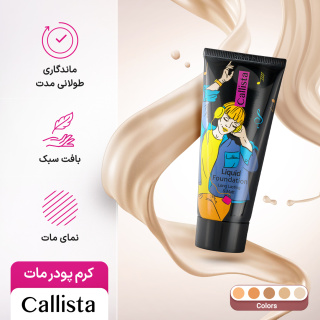 ماندگاری
طولانی مدت
بافت سبک
نمای مات
کرم پودر مات
Callista
Callista
Liquid
Foundation
Colors